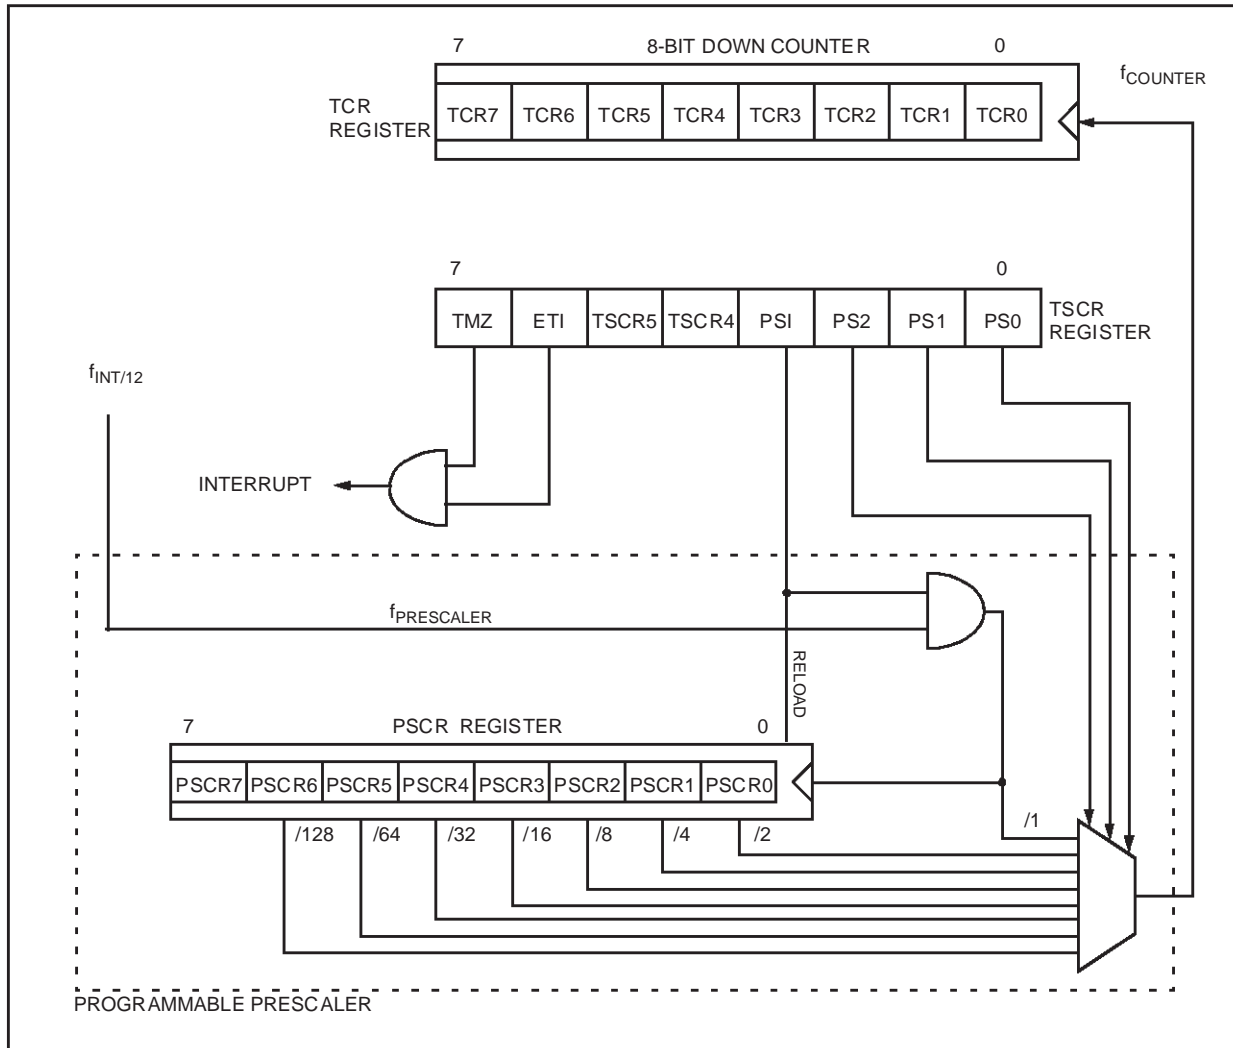 7 8-BIT DOWN COUNTER 0
fCOUNTER
TCR
REGISTER
TCR7 TCR6 TCR5 TCR4 TCR3 TCR2 TCR1 TCR0
7 0
TMZ ETI TSCR5 TSCR4 PSI PS2 PS1 PS0
TSCR
REGISTER
fINT/12
INTERRUPT
fPRESCALER
RELOAD
7 PSCR REGISTER 0
PSCR7 PSCR6 PSCR5 PSCR4 PSCR3 PSCR2 PSCR1 PSCR0
/128 /64 /32 /16 /8 /4 /2 /1
PROGRAMMABLE PRESCALER